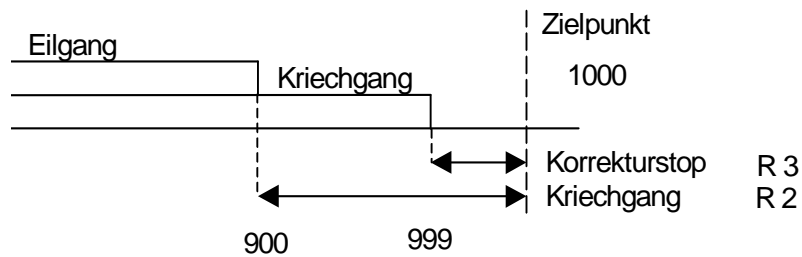 Zielpunkt
Eilgang
Kriechgang
1000
Korrekturstop R 3
Kriechgang R 2
900 999